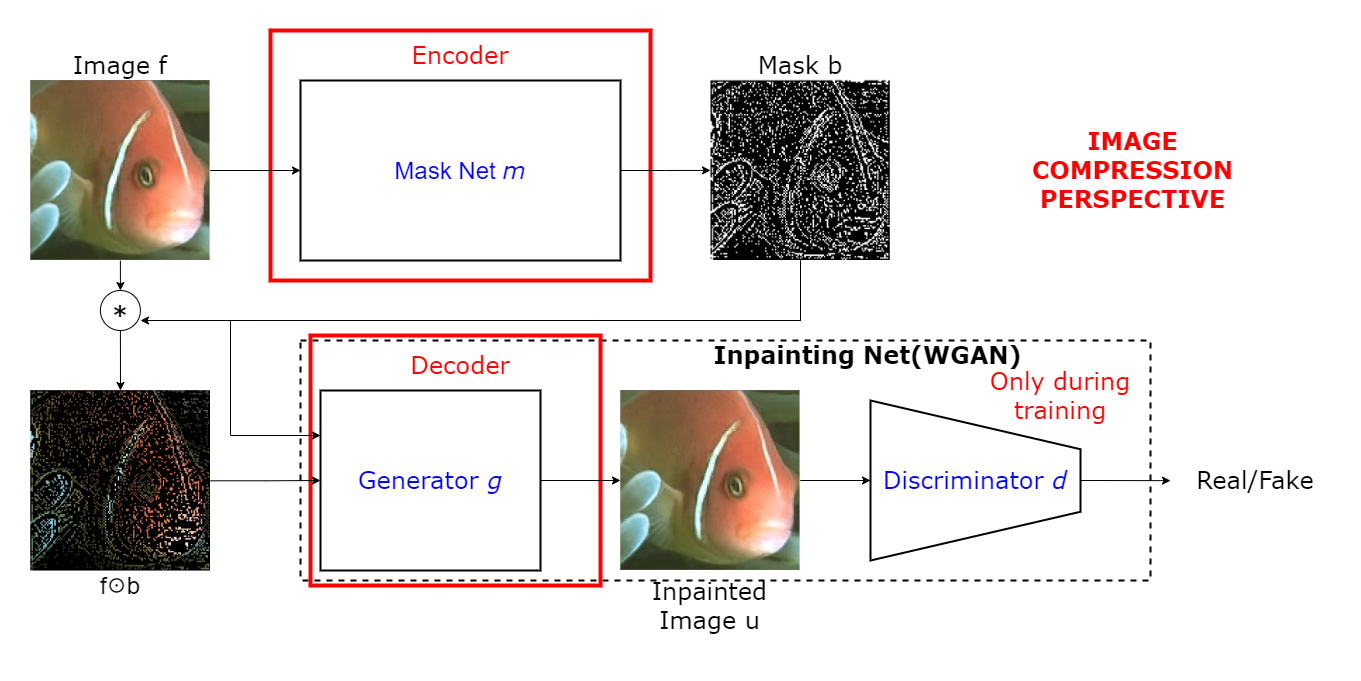 Image f
Encoder
Mask Net m
Mask b
IMAGE
COMPRESSION
PERSPECTIVE
*
Inpainting Net(WGAN)
Decoder
Only during
training
Generator g
Discriminator d
Real/Fake
f⊙b
Inpainted
Image u